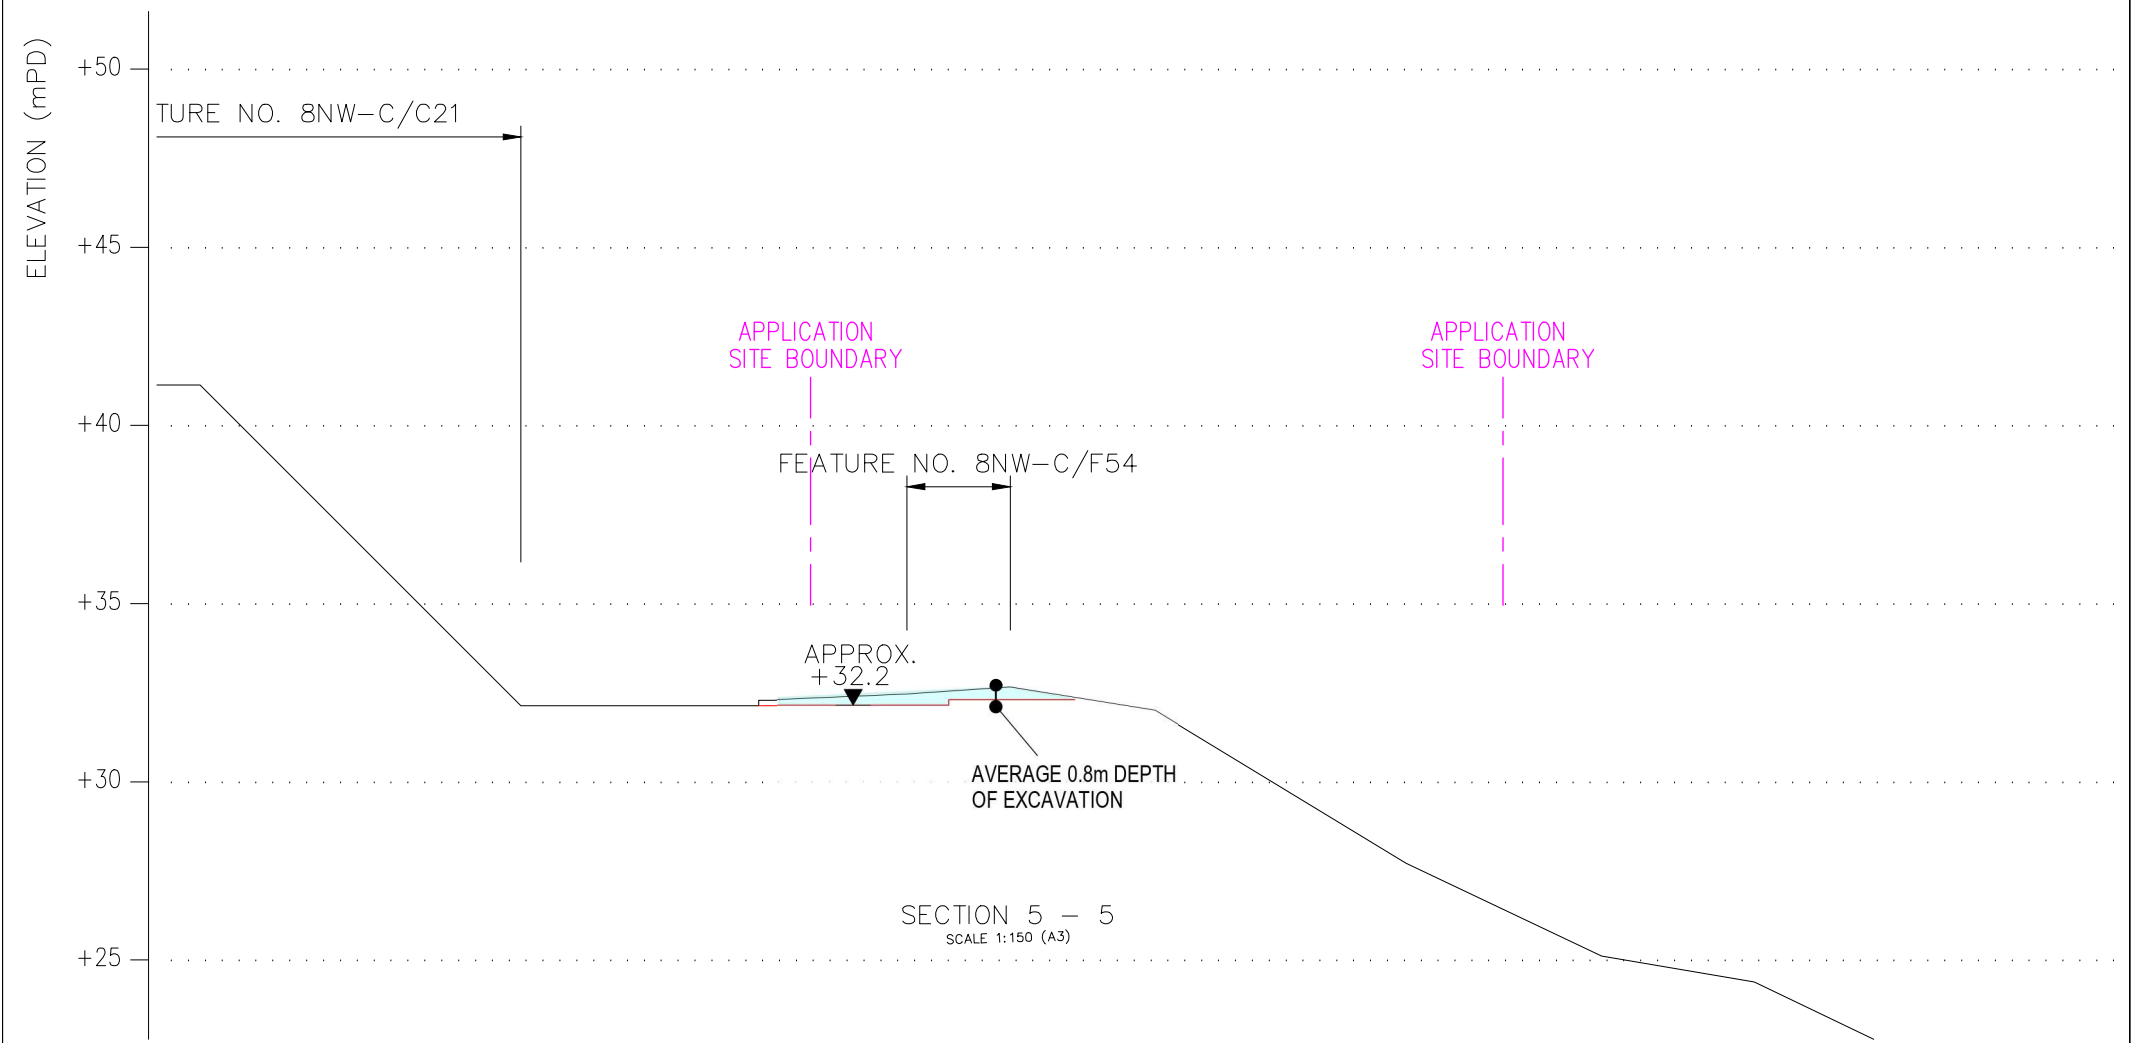 ELEVATION (mPD)
+50
TURE NO. 8NW-C/C21
+45
APPLICATION
SITE BOUNDARY
APPLICATION
SITE BOUNDARY
+40
FEATURE NO. 8NW-C/F54
+35
APPROX.
+32.2
+30
AVERAGE 0.8m DEPTH
OF EXCAVATION
SECTION 5 - 5
SCALE 1:150 (A3)
+25